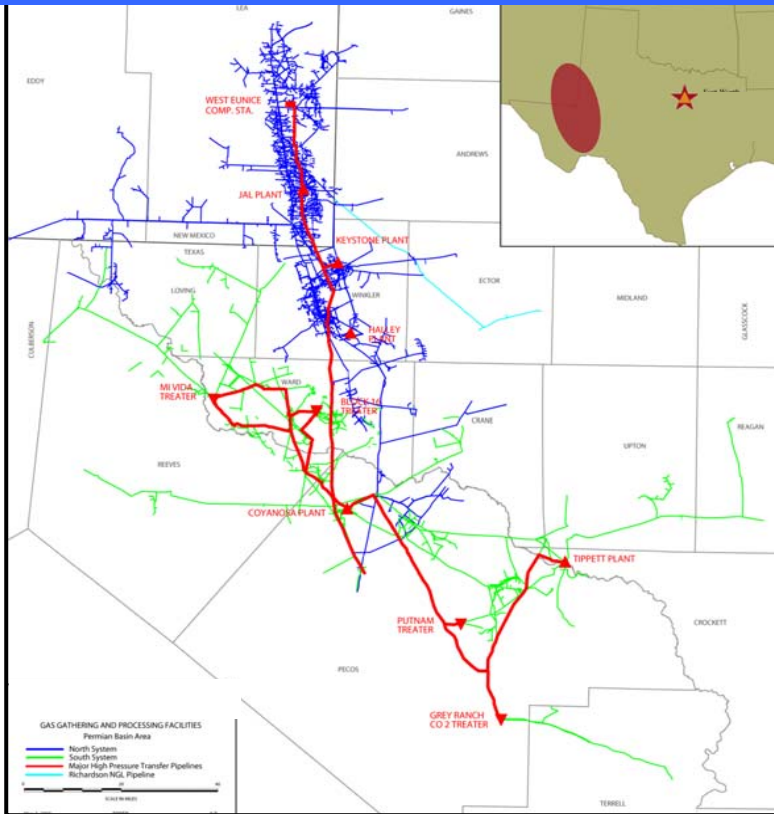 LEA
GAINES
EDDY
WEST EUNICE
COMP. STA.
ANDREWS
JAL PLANT
NEW MEXICO
TEXAS
KEYSTONE PLANT
LOVING
WINKLER
ECTOR
MIDLAND
GLASSCOCK
CULBERSON
HALLEY
PLANT
WARD
MI VIDA
TREATER
BLOCK 16
TREATER
CRANE
UPTON
REAGAN
REEVES
COYANOSA PLANT
TIPPETT PLANT
PUTNAM
TREATER
CROCKETT
PECOS
GREY RANCH
CO 2 TREATER
TERRELL
GAS GATHERING AND PROCESSING FACILITIES
Permian Basin Area
North System
South System
Major High Pressure Transfer Pipelines
Richardson NGL Pipeline
SCALE IN MILES